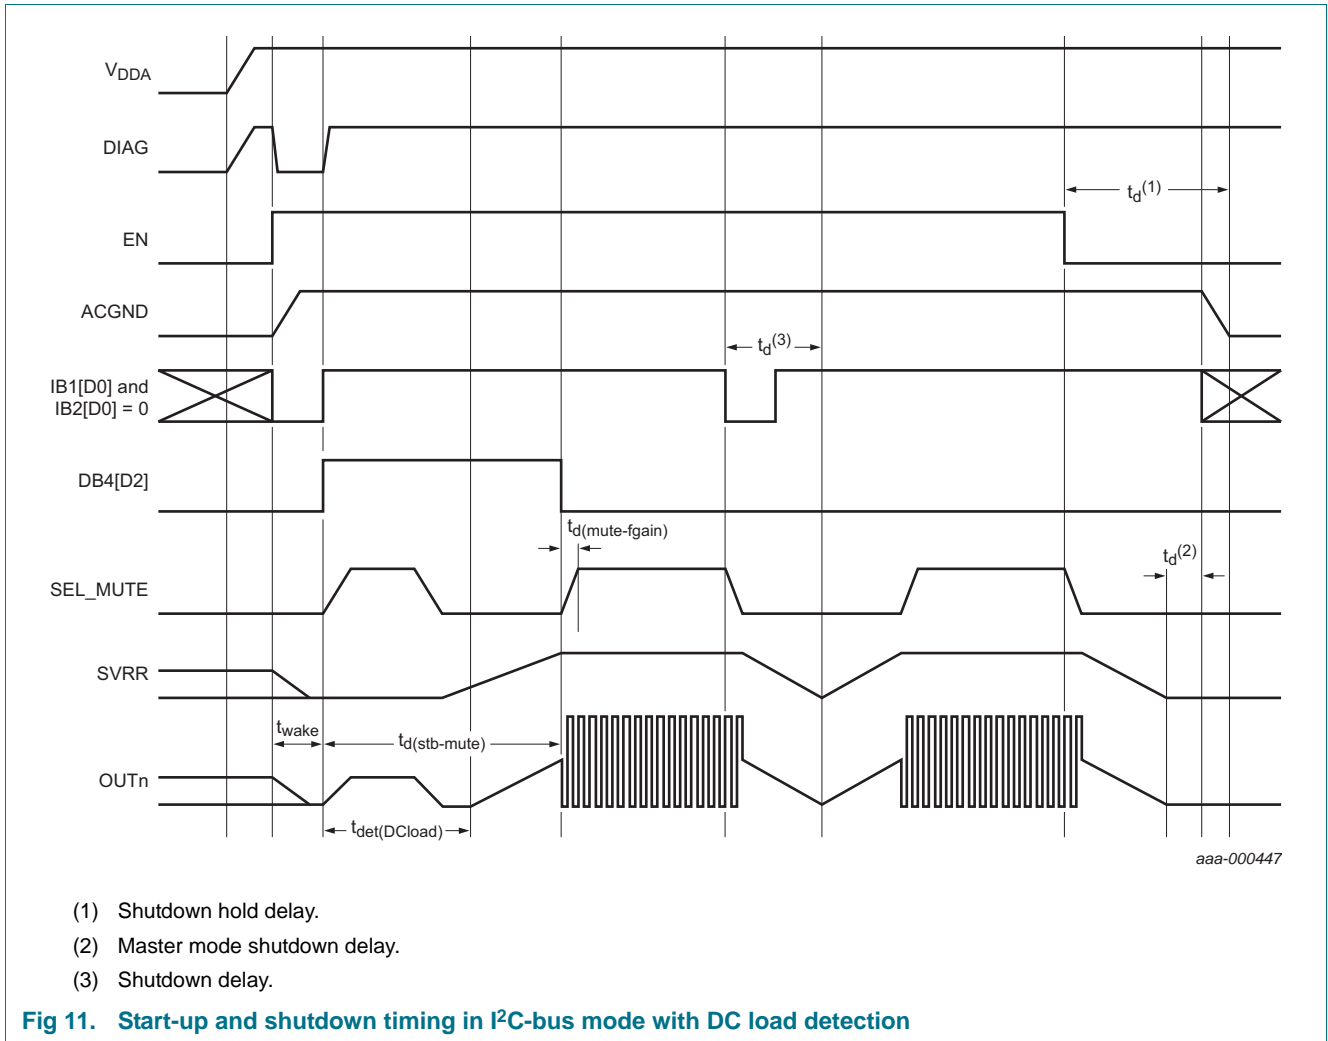 VDDA
DIAG
td(1)
EN
ACGND
td(3)
IB1[D0] and
IB2[D0] = 0
DB4[D2]
td(mute-fgain)
td(2)
SEL_MUTE
SVRR
twake
td(stb-mute)
OUTn
tdet(DCload)
aaa-000447
(1) Shutdown hold delay.
(2) Master mode shutdown delay.
(3) Shutdown delay.
Fig 11. Start-up and shutdown timing in I2C-bus mode with DC load detection